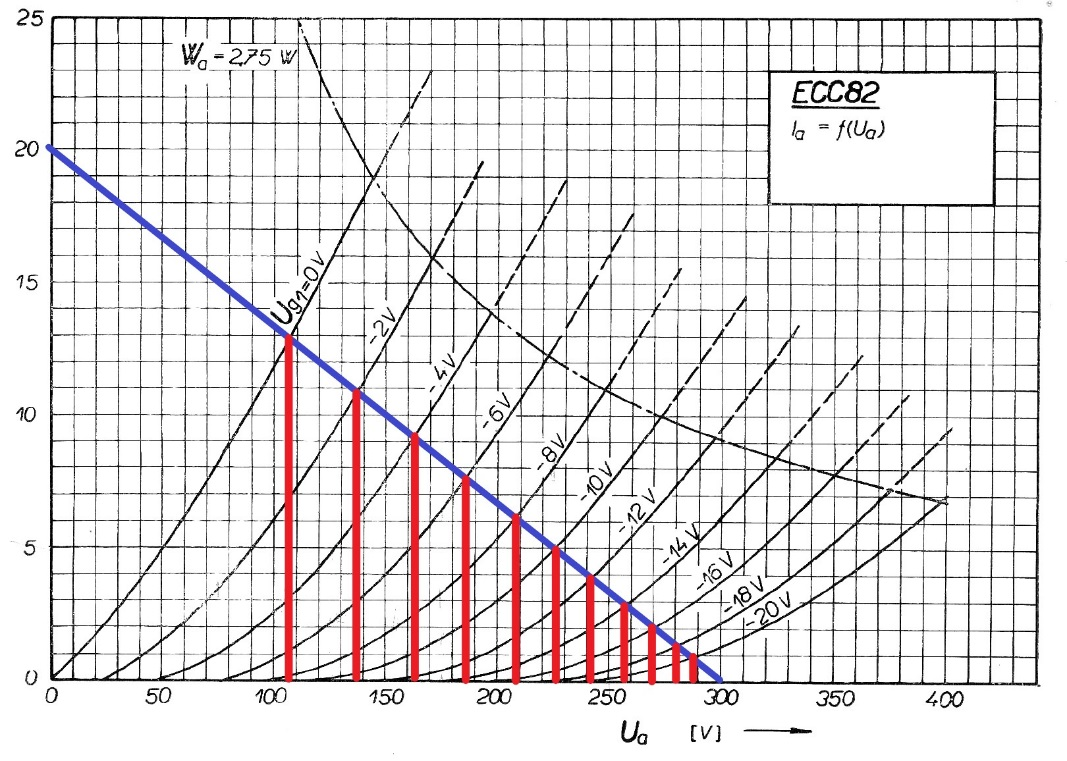 25
20
15
10
5
0
Wa = 2,75 W
ECC82
Ia = f(Ua)
Ug1=0V
-2V
-4V
-6V
-8V
-10V
-12V
-14V
-16V
-18V
-20V
0 50 100 150 200 250 300 350 400
Ua [V]